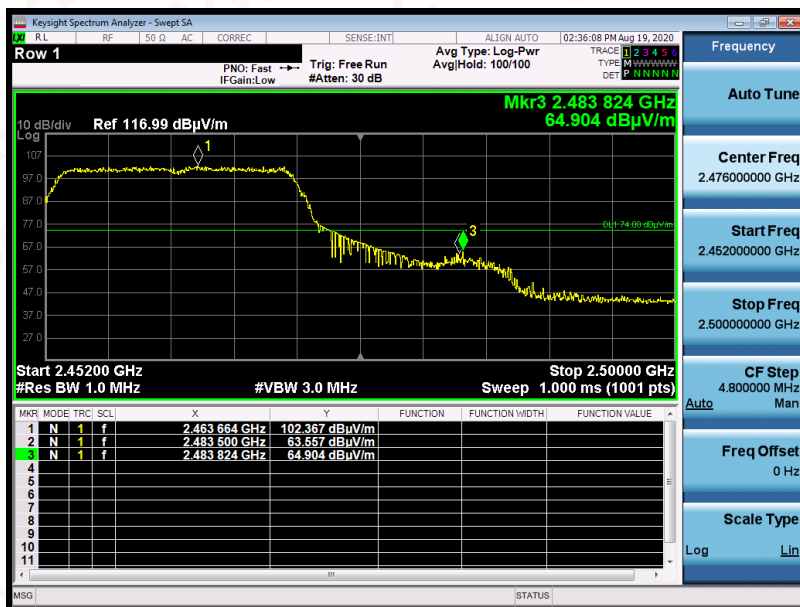 Keysight Spectrum Analyzer - Swept SA
LXI RL RF 50 Ω AC CORREC SENSE:INT ALIGN AUTO 02:36:08 PM Aug 19, 2020
Row 1
PNO: Fast
IFGain:Low
Trig: Free Run
#Atten: 30 dB
Avg Type: Log-Pwr
Avg|Hold: 100/100
TRACE 1 2 3 4 5 6
TYPE M W W W W W
DET P N N N N N
Mkr3 2.483 824 GHz
64.904 dBµV/m
10 dB/div Ref 116.99 dBµV/m
Log
107
97.0
87.0
77.0
67.0
57.0
47.0
37.0
27.0
1
3
DL1 74.00 dBµV/m
Start 2.45200 GHz Stop 2.50000 GHz
#Res BW 1.0 MHz #VBW 3.0 MHz Sweep 1.000 ms (1001 pts)
MKR MODE TRC SCL X Y FUNCTION FUNCTION WIDTH FUNCTION VALUE
1 N 1 f 2.463 664 GHz 102.367 dBµV/m
2 N 1 f 2.483 500 GHz 63.557 dBµV/m
3 N 1 f 2.483 824 GHz 64.904 dBµV/m
4
5
6
7
8
9
10
11
MSG STATUS
Frequency
Auto Tune
Center Freq
2.476000000 GHz
Start Freq
2.452000000 GHz
Stop Freq
2.500000000 GHz
CF Step
4.800000 MHz
Auto Man
Freq Offset
0 Hz
Scale Type
Log Lin